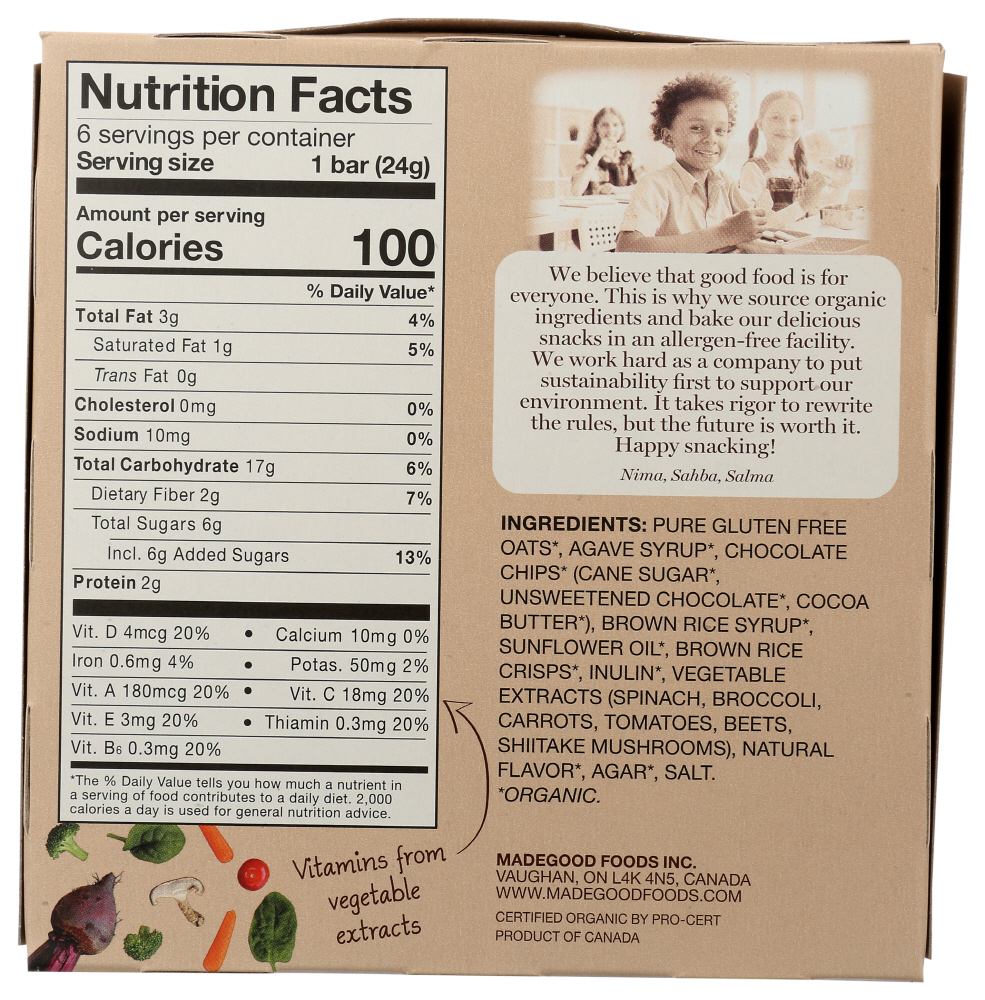 Nutrition Facts
6 servings per container
Serving size 1 bar (24g)
Amount per serving
Calories 100
% Daily Value*
Total Fat 3g 4%
Saturated Fat 1g 5%
Trans Fat 0g
Cholesterol 0mg 0%
Sodium 10mg 0%
Total Carbohydrate 17g 6%
Dietary Fiber 2g 7%
Total Sugars 6g
Incl. 6g Added Sugars 13%
Protein 2g
Vit. D 4mcg 20% • Calcium 10mg 0%
Iron 0.6mg 4% • Potas. 50mg 2%
Vit. A 180mcg 20% • Vit. C 18mg 20%
Vit. E 3mg 20% • Thiamin 0.3mg 20%
Vit. B6 0.3mg 20%
*The % Daily Value tells you how much a nutrient in
a serving of food contributes to a daily diet. 2,000
calories a day is used for general nutrition advice.
Vitamins from
vegetable
extracts
We believe that good food is for
everyone. This is why we source organic
ingredients and bake our delicious
snacks in an allergen-free facility.
We work hard as a company to put
sustainability first to support our
environment. It takes rigor to rewrite
the rules, but the future is worth it.
Happy snacking!
Nima, Sahba, Salma
INGREDIENTS: PURE GLUTEN FREE
OATS*, AGAVE SYRUP*, CHOCOLATE
CHIPS* (CANE SUGAR*,
UNSWEETENED CHOCOLATE*, COCOA
BUTTER*), BROWN RICE SYRUP*,
SUNFLOWER OIL*, BROWN RICE
CRISPS*, INULIN*, VEGETABLE
EXTRACTS (SPINACH, BROCCOLI,
CARROTS, TOMATOES, BEETS,
SHIITAKE MUSHROOMS), NATURAL
FLAVOR*, AGAR*, SALT.
*ORGANIC.
MADEGOOD FOODS INC.
VAUGHAN, ON L4K 4N5, CANADA
WWW.MADEGOODFOODS.COM
CERTIFIED ORGANIC BY PRO-CERT
PRODUCT OF CANADA